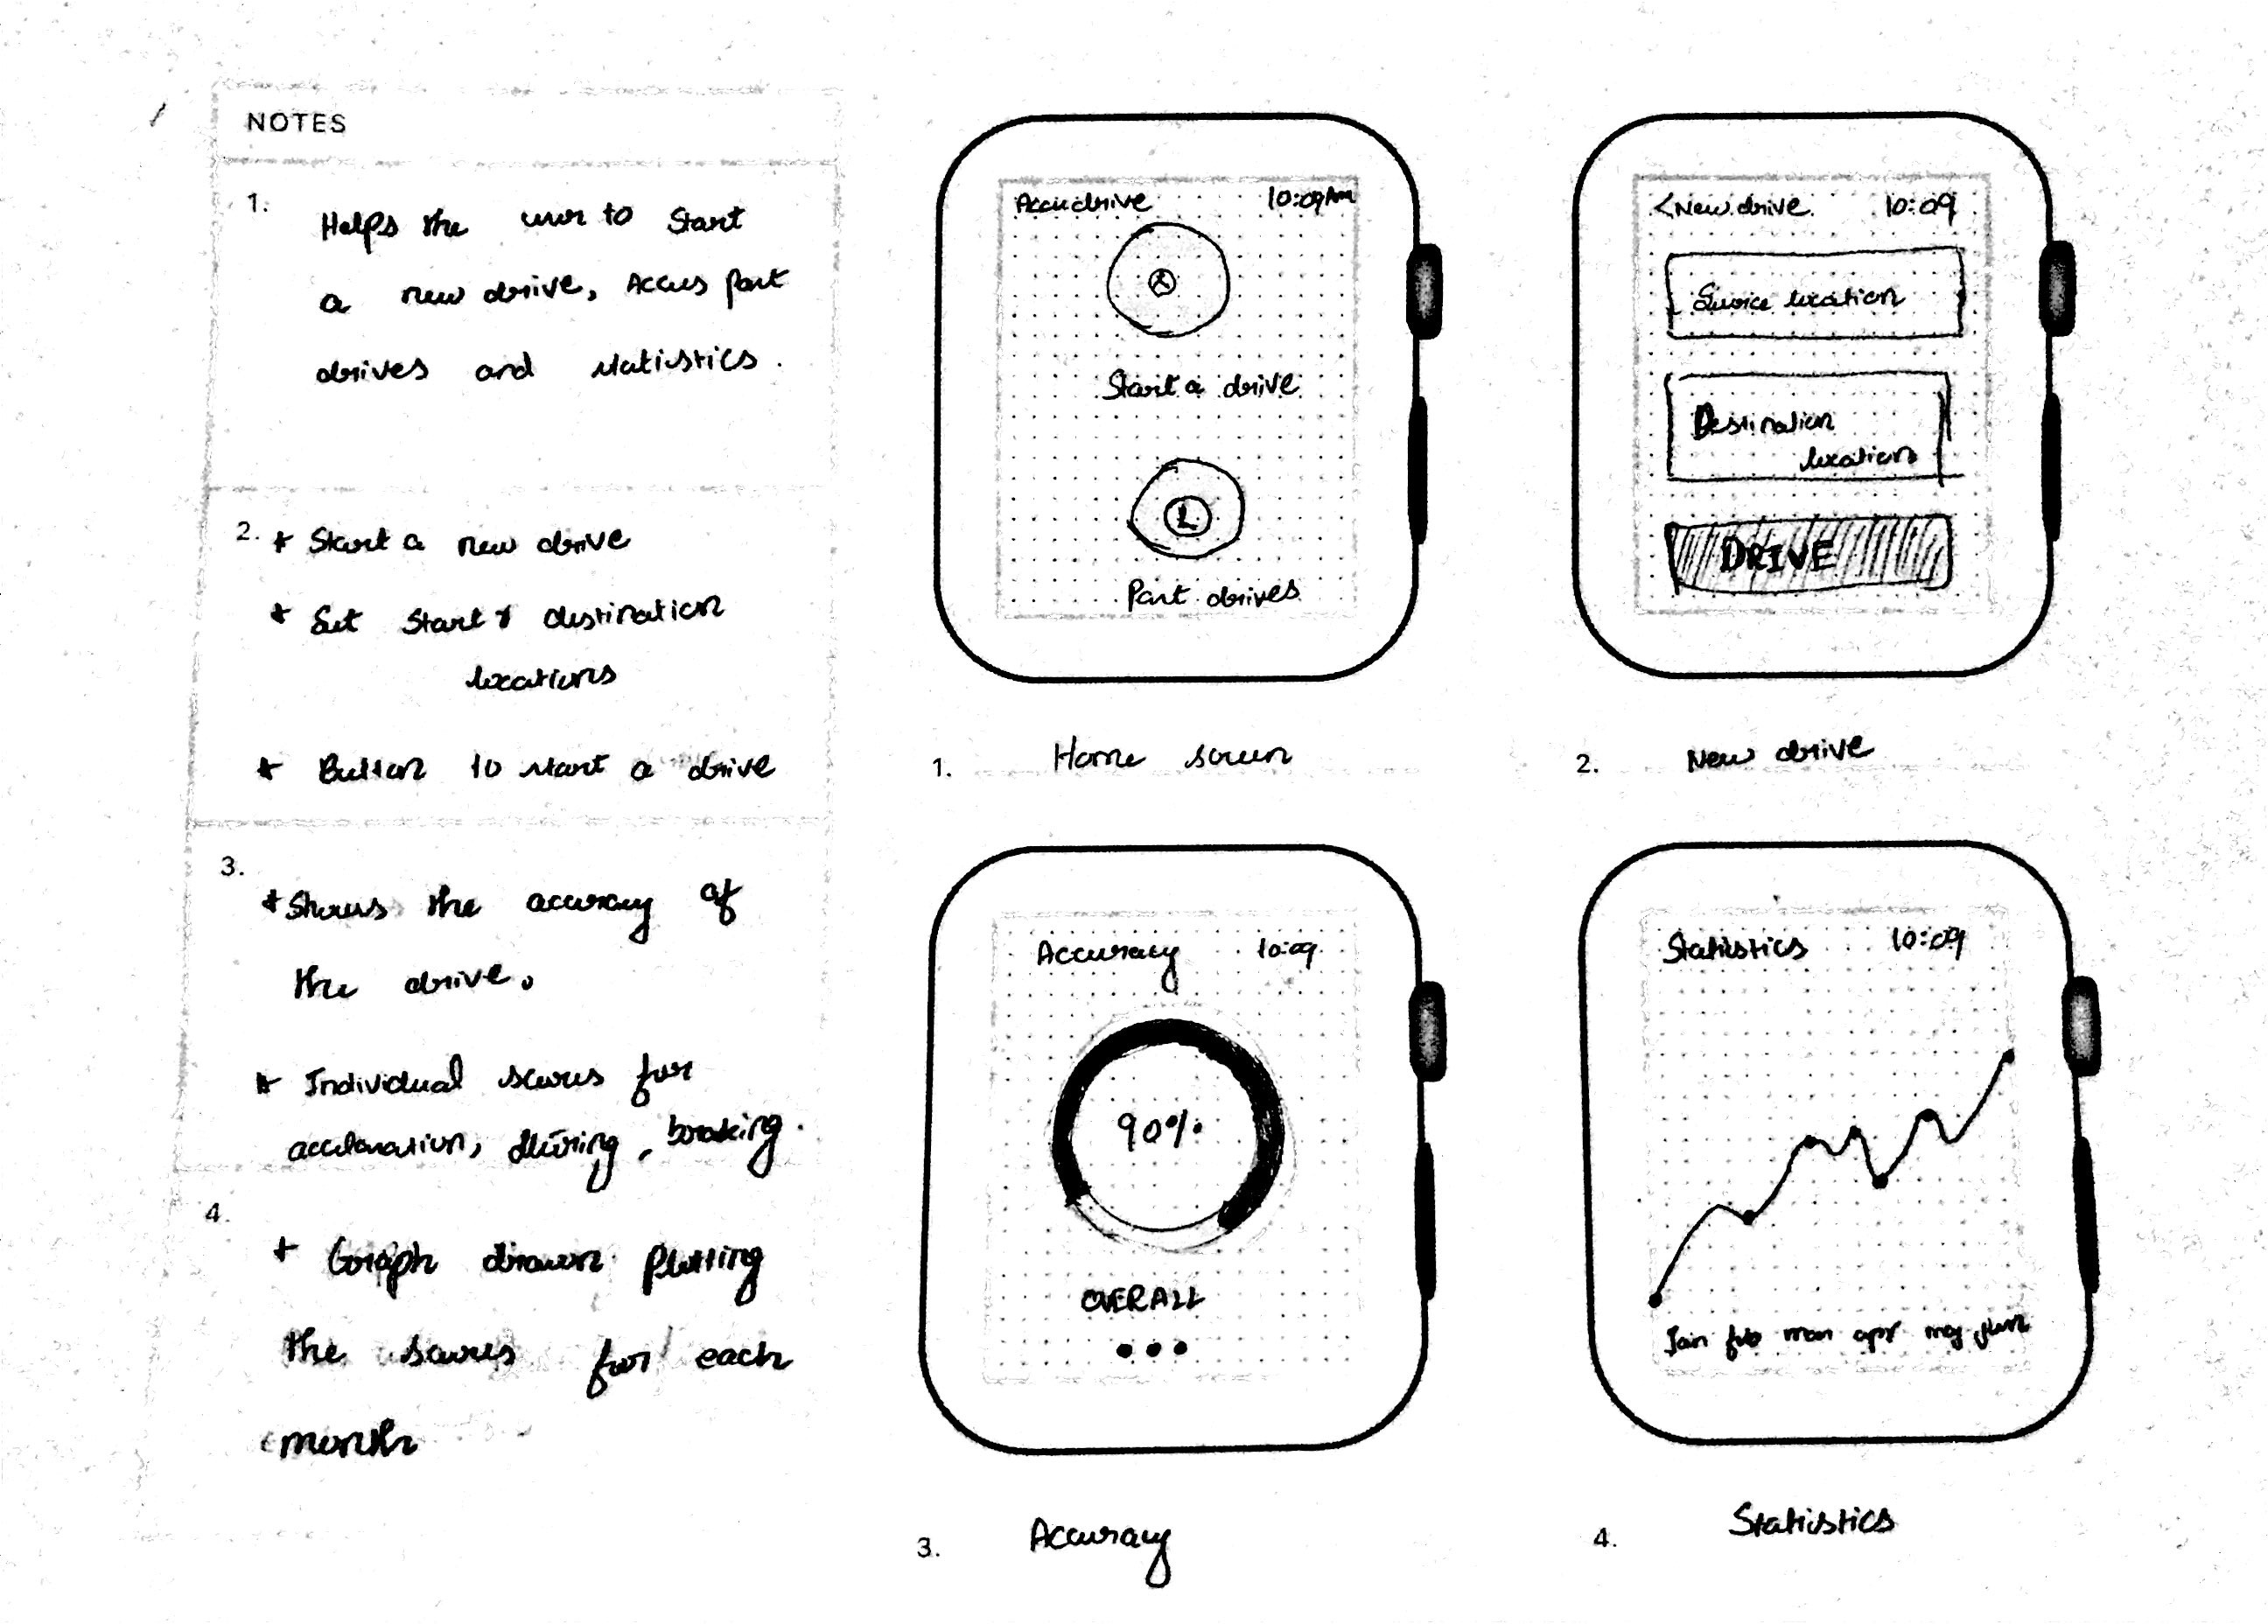 NOTES
1.
Helps the user to Start
a new drive, Access past
drives and statistics.
2. * Start a new drive
* Set Start & destination
locations
* Button to start a drive
3.
* Shows the accuracy of
the drive.
* Individual scores for
acceleration, steering, braking.
4.
* Graph drawn plotting
the scores for each
month
Accudrive 10:09AM
Start a drive
Past drives
1. Home screen
< New drive 10:09
Source location
Destination
location
DRIVE
2. New drive
Accuracy 10:09
90%
OVERALL
3. Accuracy
Statistics 10:09
Jan feb mar apr may jun
4. Statistics